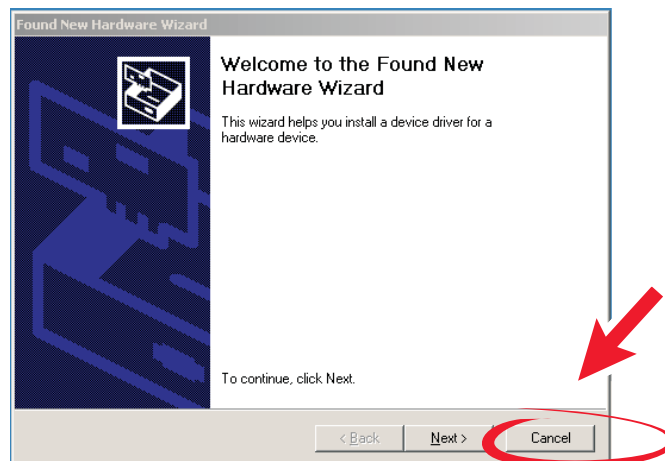 Found New Hardware Wizard
Welcome to the Found New
Hardware Wizard
This wizard helps you install a device driver for a
hardware device.
To continue, click Next.
< Back
Next >
Cancel